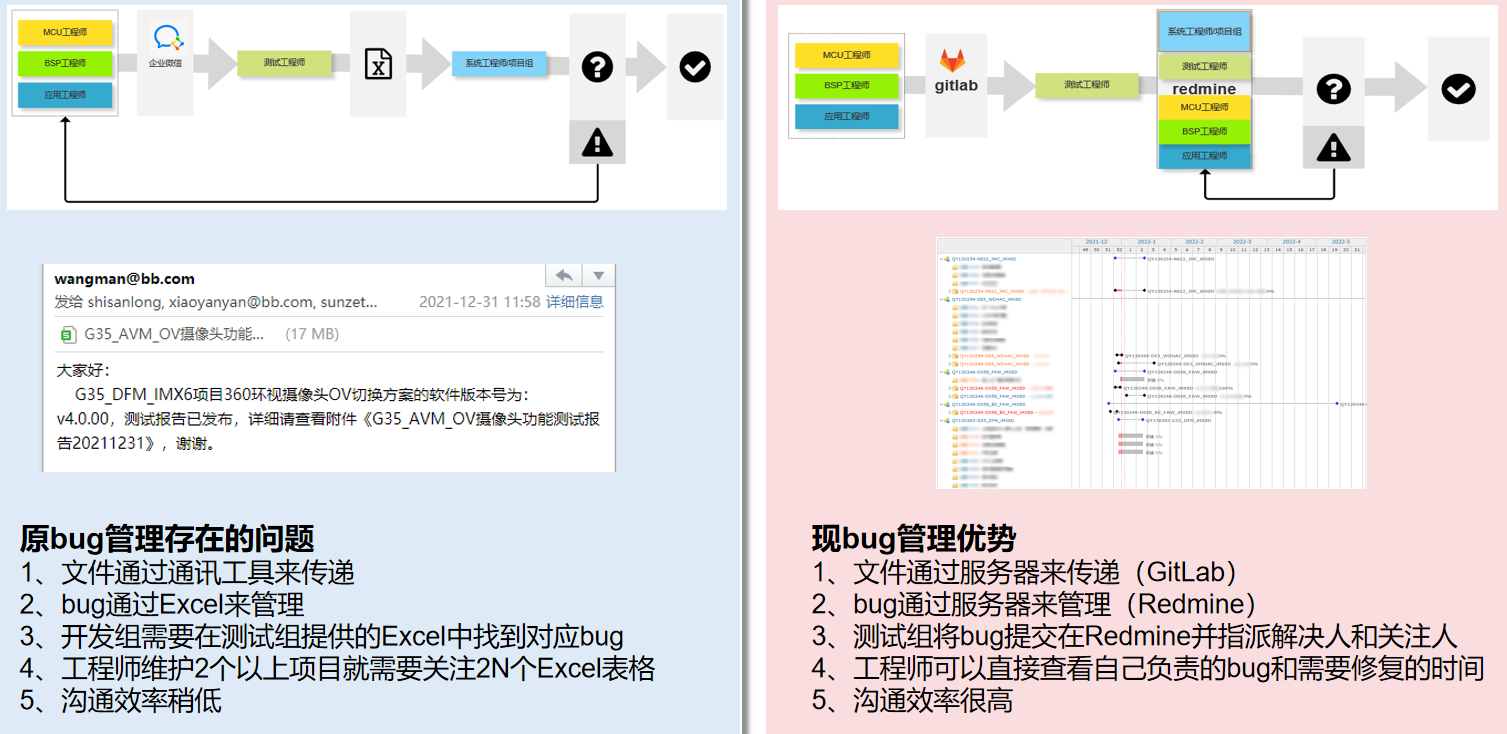 MCU工程师
BSP工程师
应用工程师
企业微信
测试工程师
系统工程师/项目组
wangman@bb.com
发给 shisanlong, xiaoyanyan@bb.com, sunzet...
2021-12-31 11:58 详细信息
G35_AVM_OV摄像头功能... (17 MB)
大家好：
G35_DFM_IMX6项目360环视摄像头OV切换方案的软件版本号为：
v4.0.00，测试报告已发布，详细请查看附件《G35_AVM_OV摄像头功能测试报
告20211231》，谢谢。
原bug管理存在的问题
1、文件通过通讯工具来传递
2、bug通过Excel来管理
3、开发组需要在测试组提供的Excel中找到对应bug
4、工程师维护2个以上项目就需要关注2N个Excel表格
5、沟通效率稍低
MCU工程师
BSP工程师
应用工程师
gitlab
测试工程师
系统工程师/项目组
测试工程师
redmine
MCU工程师
BSP工程师
应用工程师
2021-12 2022-1 2022-2 2022-3 2022-4 2022-5
现bug管理优势
1、文件通过服务器来传递（GitLab）
2、bug通过服务器来管理（Redmine）
3、测试组将bug提交在Redmine并指派解决人和关注人
4、工程师可以直接查看自己负责的bug和需要修复的时间
5、沟通效率很高